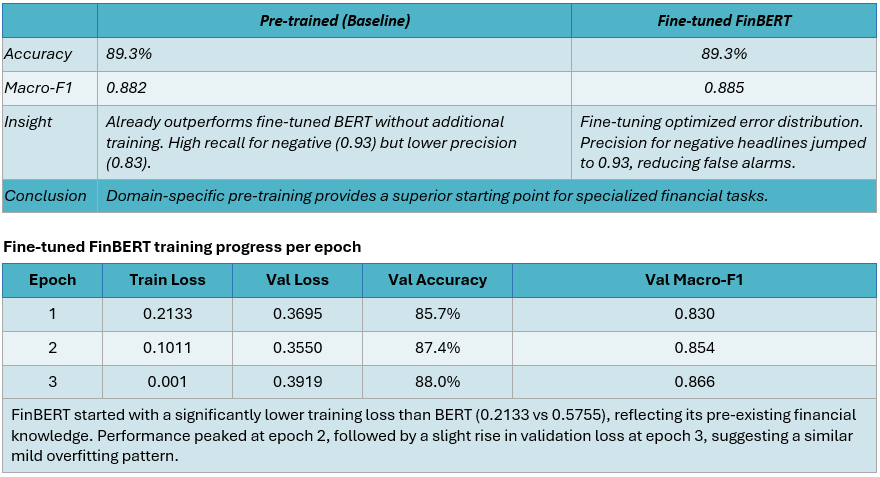 Pre-trained (Baseline) Fine-tuned FinBERT
Accuracy 89.3% 89.3%
Macro-F1 0.882 0.885
Insight Already outperforms fine-tuned BERT without additional training. High recall for negative (0.93) but lower precision (0.83). Fine-tuning optimized error distribution. Precision for negative headlines jumped to 0.93, reducing false alarms.
Conclusion Domain-specific pre-training provides a superior starting point for specialized financial tasks.
Fine-tuned FinBERT training progress per epoch
Epoch Train Loss Val Loss Val Accuracy Val Macro-F1
1 0.2133 0.3695 85.7% 0.830
2 0.1011 0.3550 87.4% 0.854
3 0.001 0.3919 88.0% 0.866
FinBERT started with a significantly lower training loss than BERT (0.2133 vs 0.5755), reflecting its pre-existing financial
knowledge. Performance peaked at epoch 2, followed by a slight rise in validation loss at epoch 3, suggesting a similar
mild overfitting pattern.